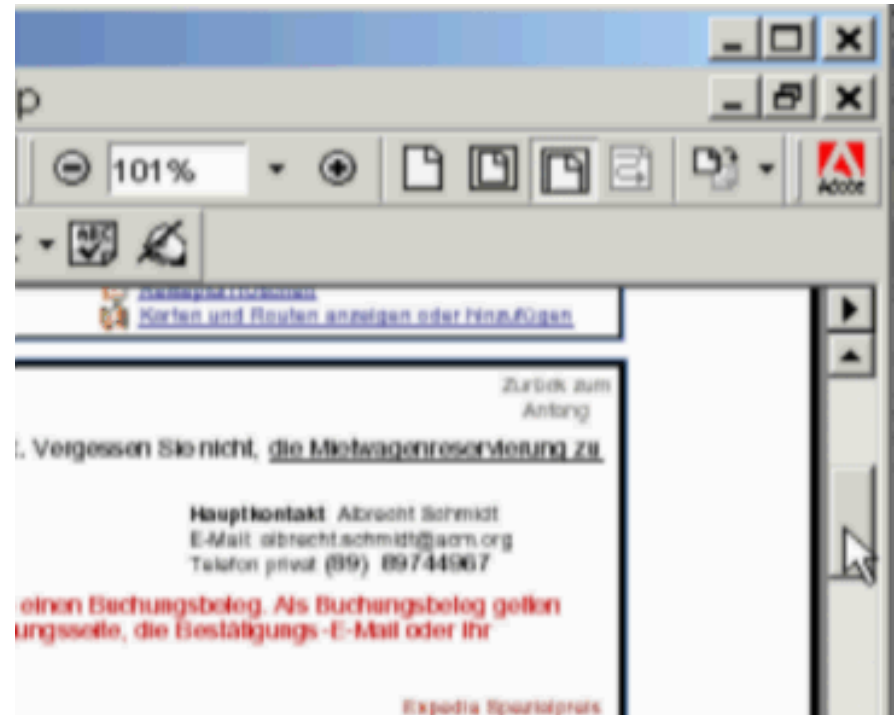 p
101%
Adobe
ABC
Karten und Routen anzeigen oder hinzufügen
Zurück zum
Anfang
t. Vergessen Sie nicht, die Mietwagenreservierung zu
Hauptkontakt Albrecht Schmidt
E-Mail albrecht.schmidt@acm.org
Telefon privat (89) 89744967
einen Buchungsbeleg. Als Buchungsbeleg gelten
ungsseite, die Bestätigungs-E-Mail oder Ihr
Expedia Spezialpreis